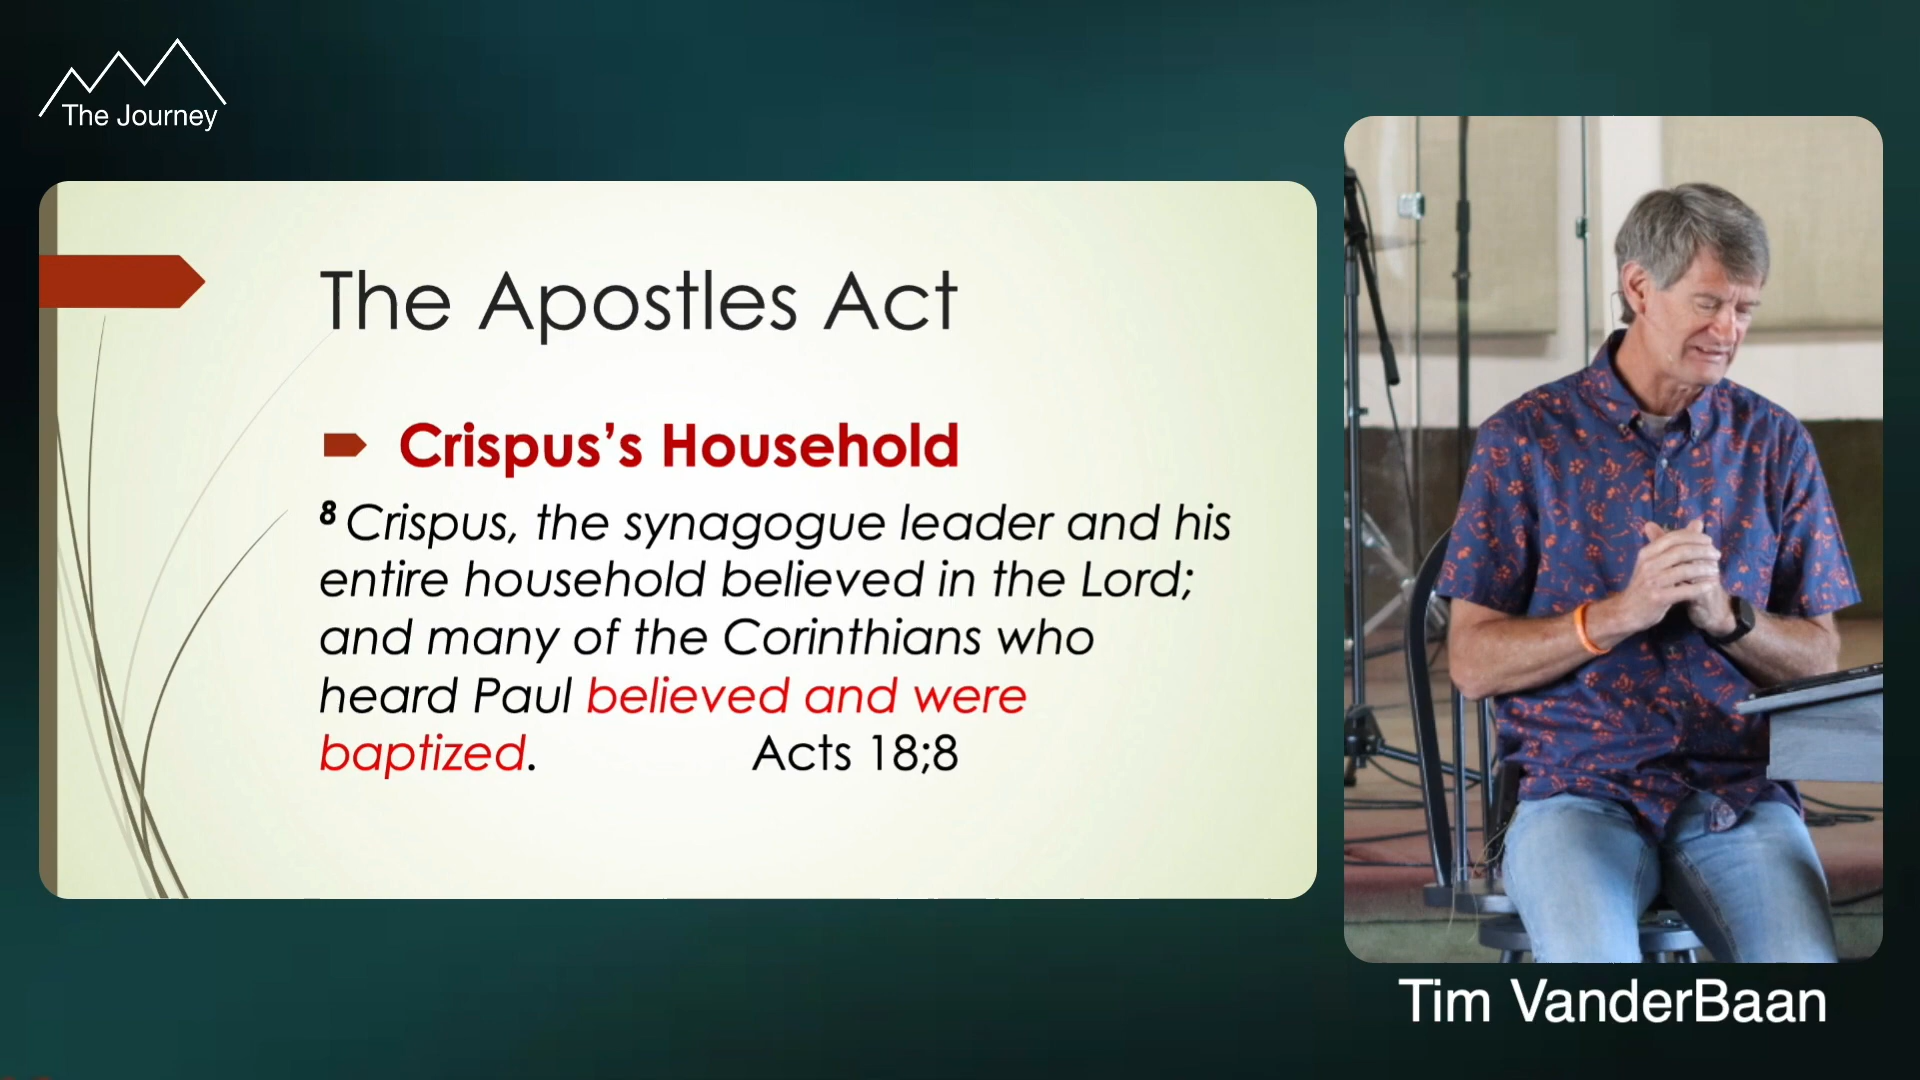 The Journey
The Apostles Act
Crispus’s Household
8 Crispus, the synagogue leader and his
entire household believed in the Lord;
and many of the Corinthians who
heard Paul believed and were
baptized. Acts 18;8
Tim VanderBaan